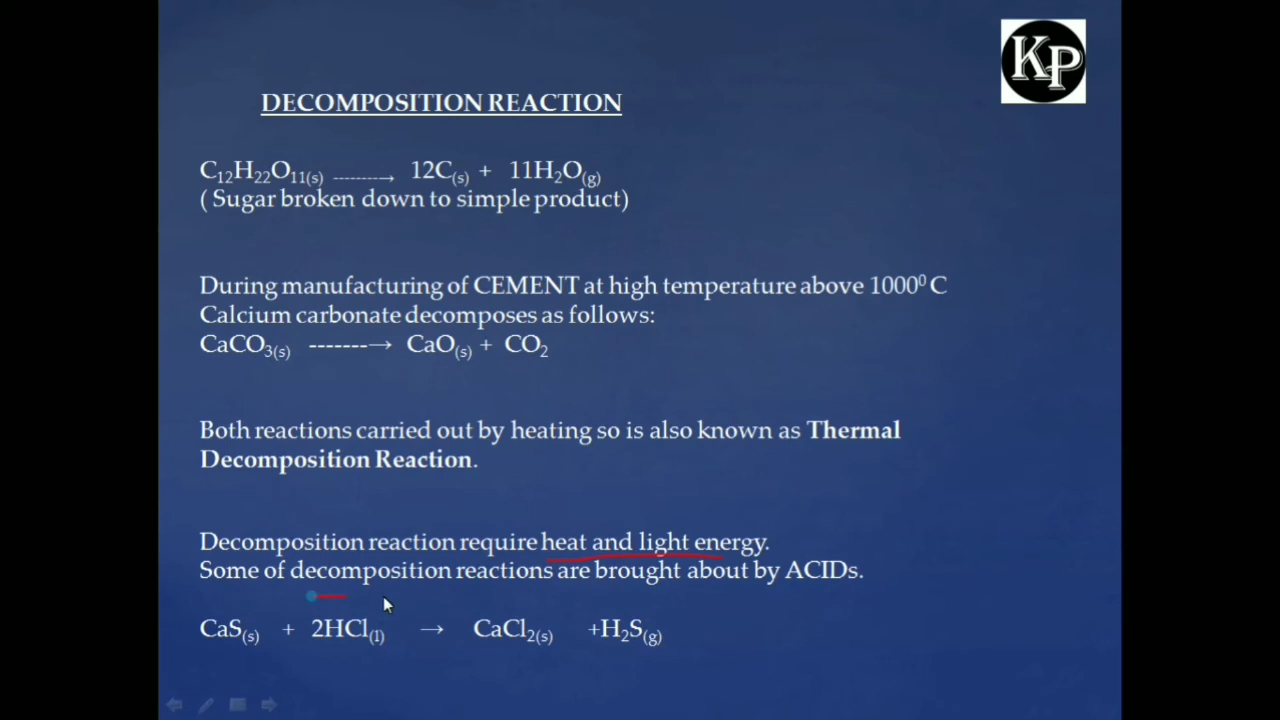 KP
DECOMPOSITION REACTION
C₁₂H₂₂O₁₁₍ₛ₎ --------→ 12C₍ₛ₎ + 11H₂O₍g₎
( Sugar broken down to simple product)
During manufacturing of CEMENT at high temperature above 1000⁰ C
Calcium carbonate decomposes as follows:
CaCO₃₍ₛ₎ -------→ CaO₍ₛ₎ + CO₂
Both reactions carried out by heating so is also known as Thermal
Decomposition Reaction.
Decomposition reaction require heat and light energy.
Some of decomposition reactions are brought about by ACIDs.
CaS₍ₛ₎ + 2HCl₍l₎ → CaCl₂₍ₛ₎ +H₂S₍g₎